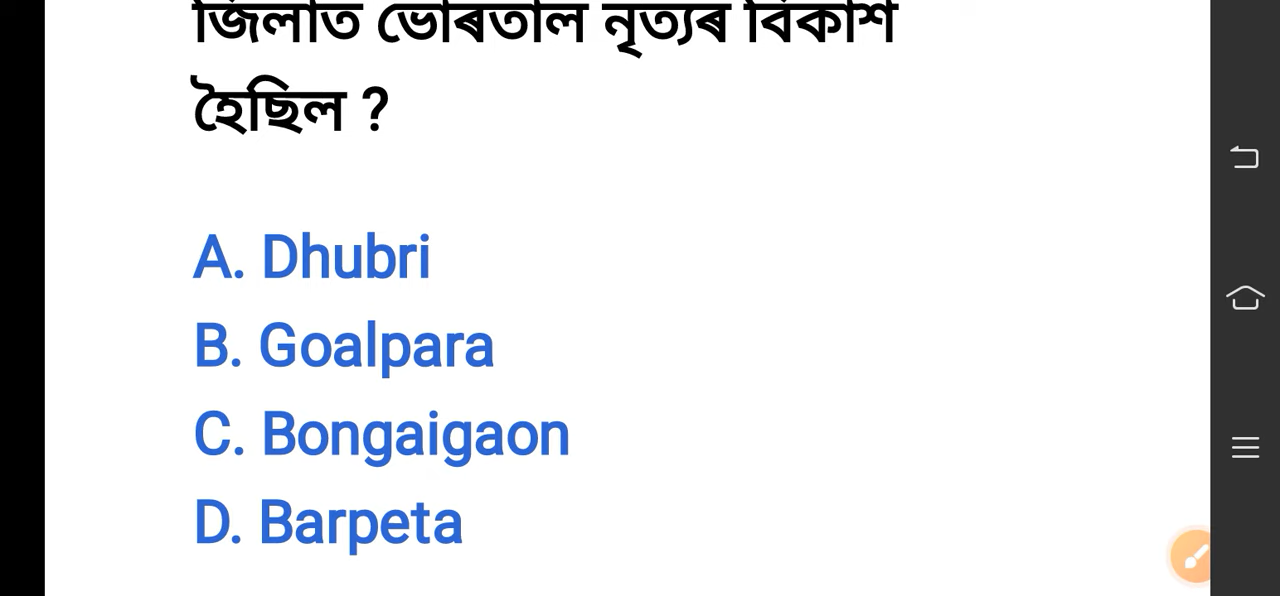 জিলাত ভোৰতাল নৃত্যৰ বিকাশ
হৈছিল ?
A. Dhubri
B. Goalpara
C. Bongaigaon
D. Barpeta